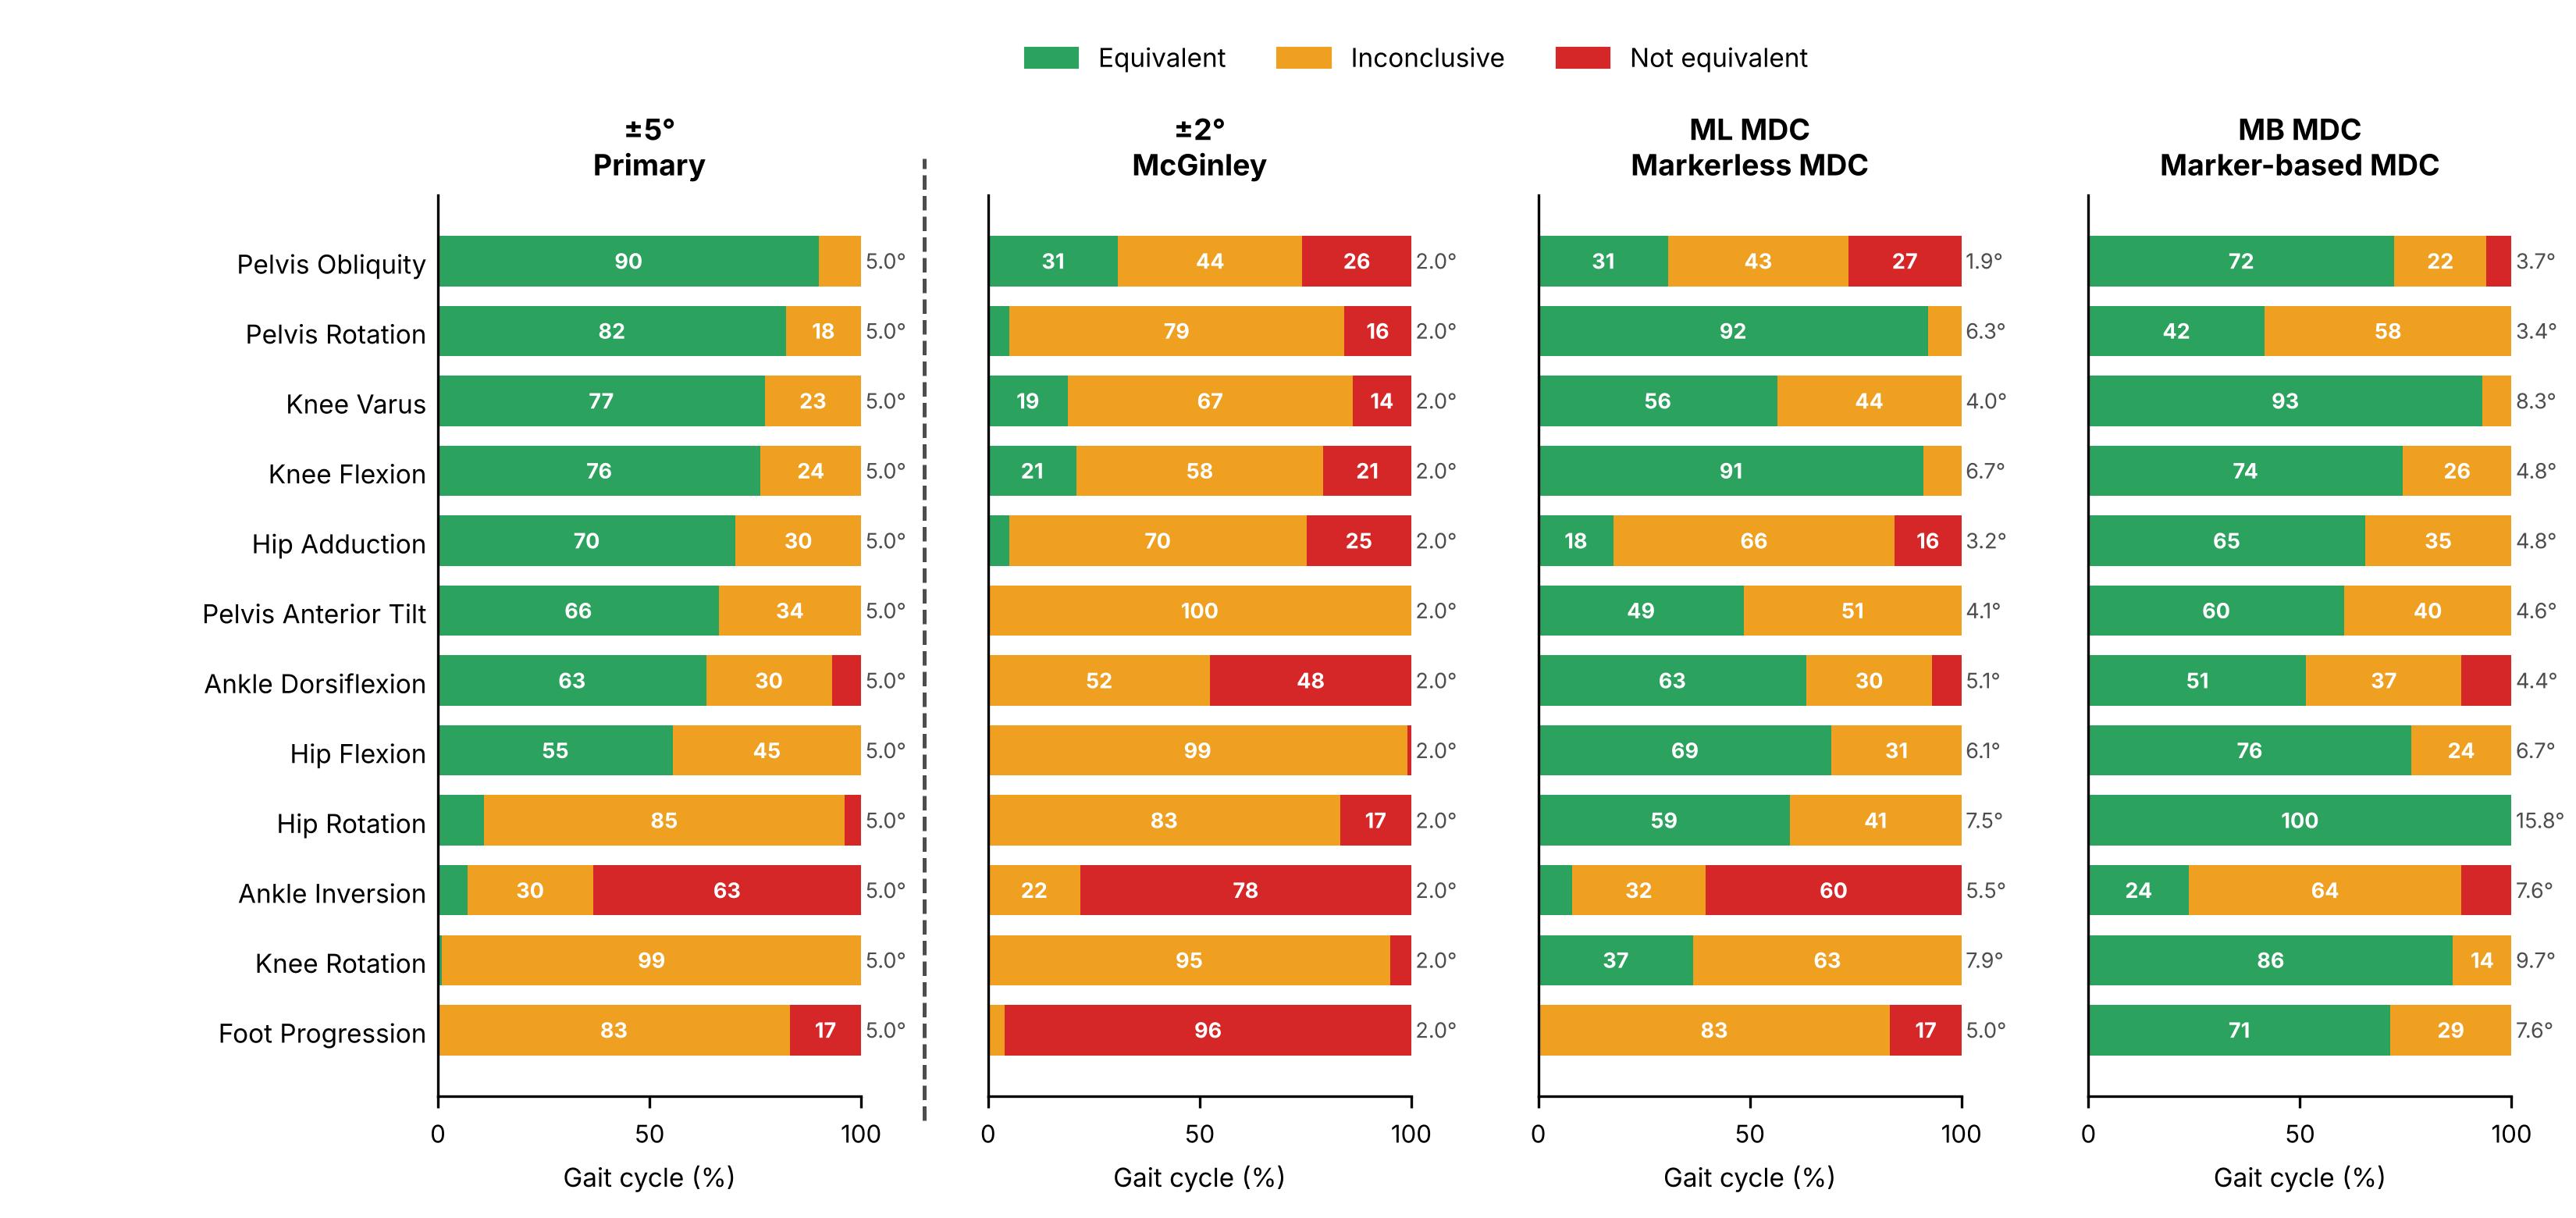 Equivalent Inconclusive Not equivalent
±5° ±2° ML MDC MB MDC
Primary McGinley Markerless MDC Marker-based MDC
Pelvis Obliquity 90 5.0° 31 44 26 2.0° 31 43 27 1.9° 72 22 3.7°
Pelvis Rotation 82 18 5.0° 79 16 2.0° 92 6.3° 42 58 3.4°
Knee Varus 77 23 5.0° 19 67 14 2.0° 56 44 4.0° 93 8.3°
Knee Flexion 76 24 5.0° 21 58 21 2.0° 91 6.7° 74 26 4.8°
Hip Adduction 70 30 5.0° 70 25 2.0° 18 66 16 3.2° 65 35 4.8°
Pelvis Anterior Tilt 66 34 5.0° 100 2.0° 49 51 4.1° 60 40 4.6°
Ankle Dorsiflexion 63 30 5.0° 52 48 2.0° 63 30 5.1° 51 37 4.4°
Hip Flexion 55 45 5.0° 99 2.0° 69 31 6.1° 76 24 6.7°
Hip Rotation 85 5.0° 83 17 2.0° 59 41 7.5° 100 15.8°
Ankle Inversion 30 63 5.0° 22 78 2.0° 32 60 5.5° 24 64 7.6°
Knee Rotation 99 5.0° 95 2.0° 37 63 7.9° 86 14 9.7°
Foot Progression 83 17 5.0° 96 2.0° 83 17 5.0° 71 29 7.6°
0 50 100 0 50 100 0 50 100 0 50 100
Gait cycle (%) Gait cycle (%) Gait cycle (%) Gait cycle (%)